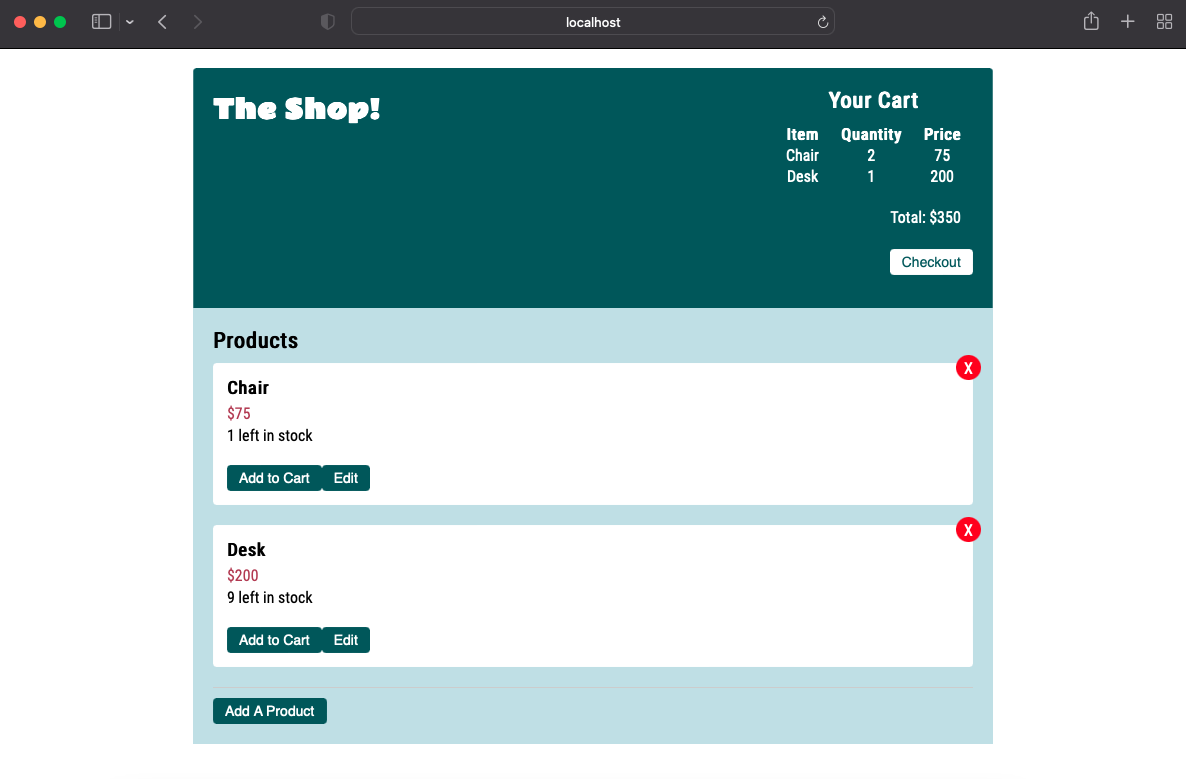 localhost
The Shop!
Your Cart
Item Quantity Price
Chair 2 75
Desk 1 200
Total: $350
Checkout
Products
X
Chair
$75
1 left in stock
Add to Cart Edit
X
Desk
$200
9 left in stock
Add to Cart Edit
Add A Product